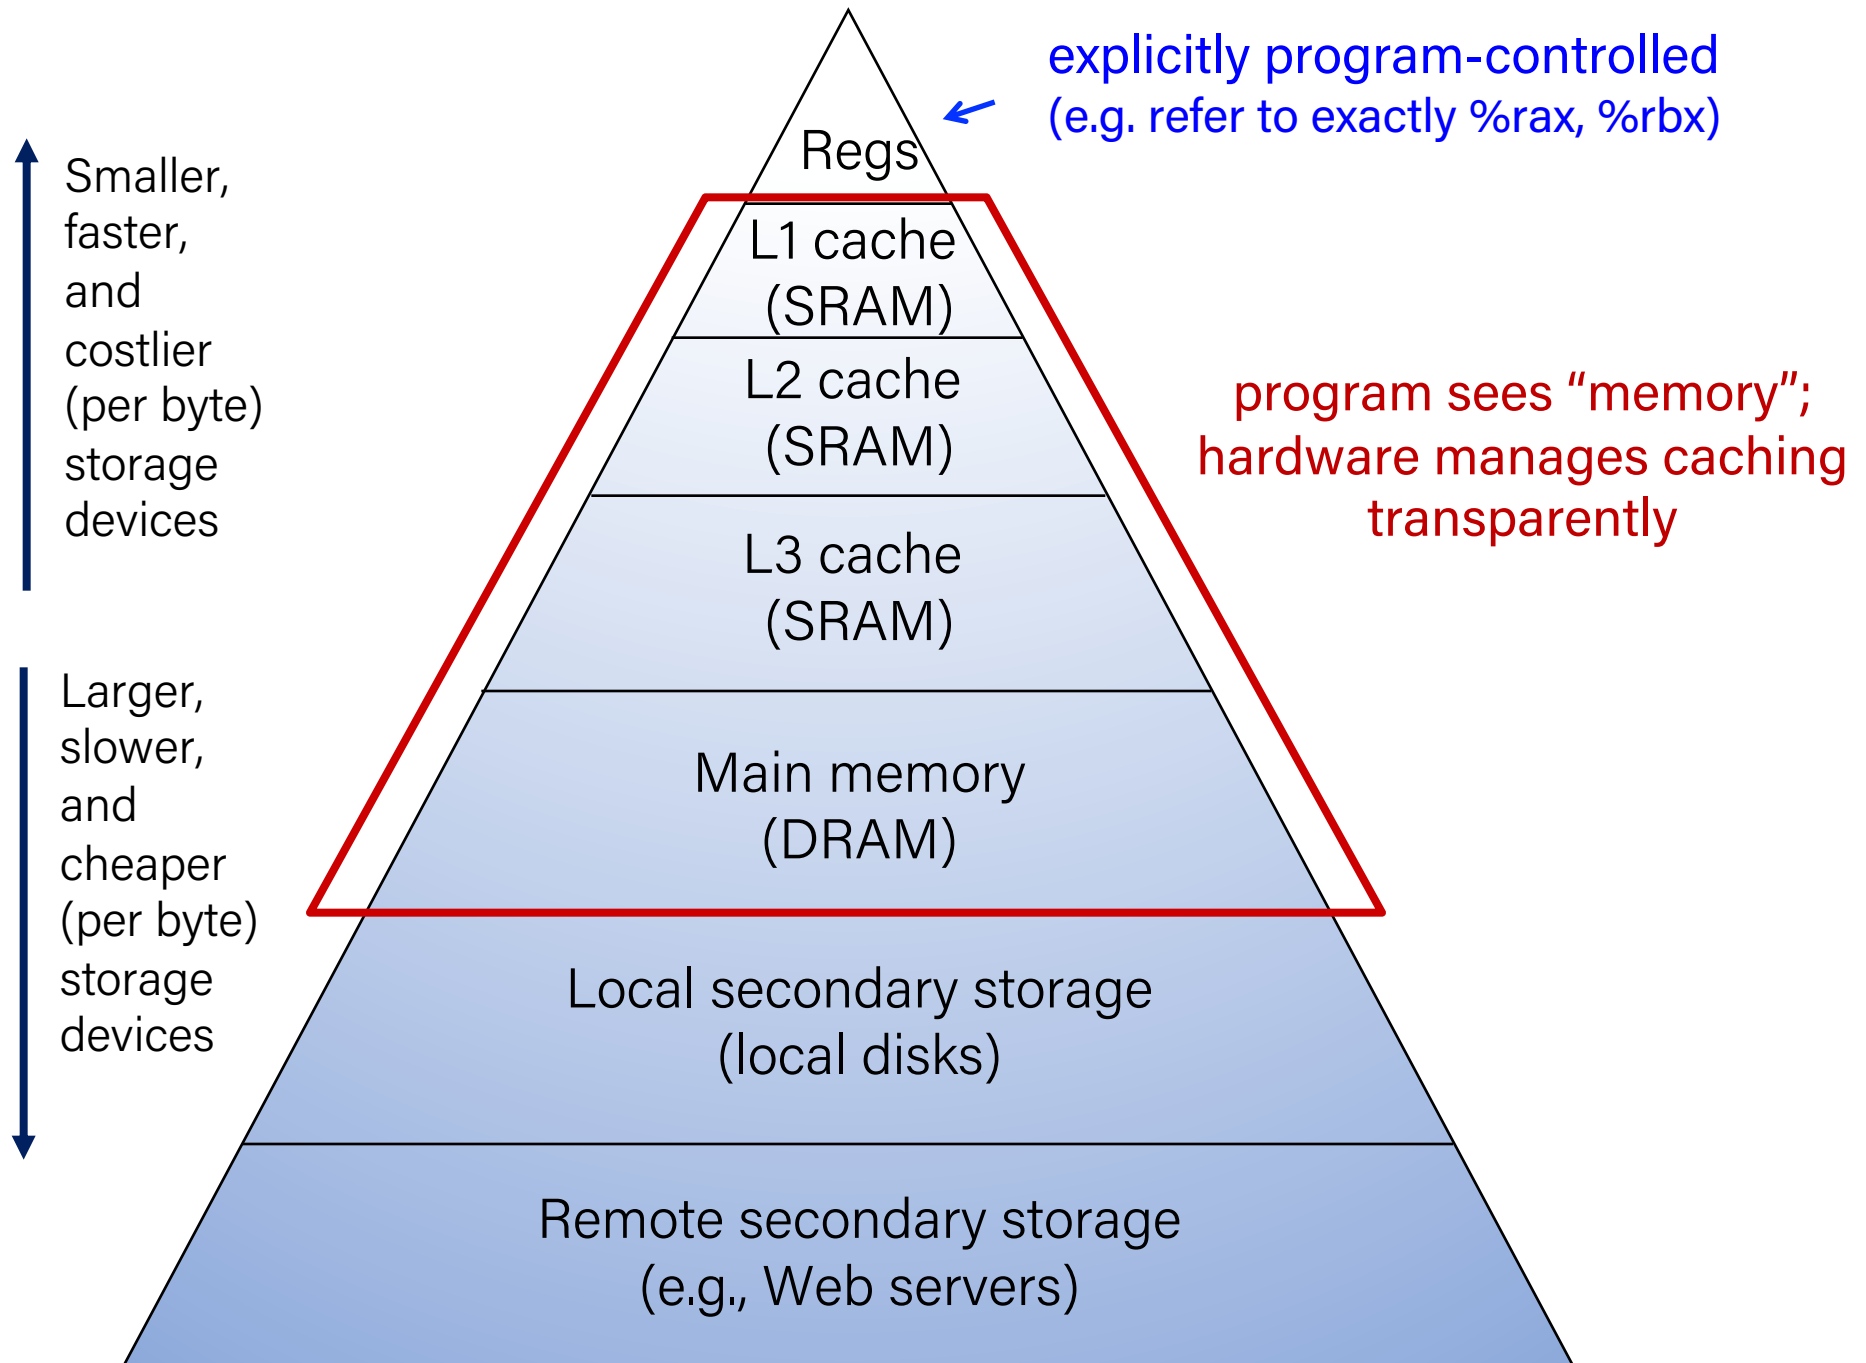 explicitly program-controlled
(e.g. refer to exactly %rax, %rbx)
Regs
Smaller,
faster,
and
costlier
(per byte)
storage
devices
L1 cache
(SRAM)
L2 cache
(SRAM)
program sees “memory”;
hardware manages caching
transparently
L3 cache
(SRAM)
Larger,
slower,
and
cheaper
(per byte)
storage
devices
Main memory
(DRAM)
Local secondary storage
(local disks)
Remote secondary storage
(e.g., Web servers)